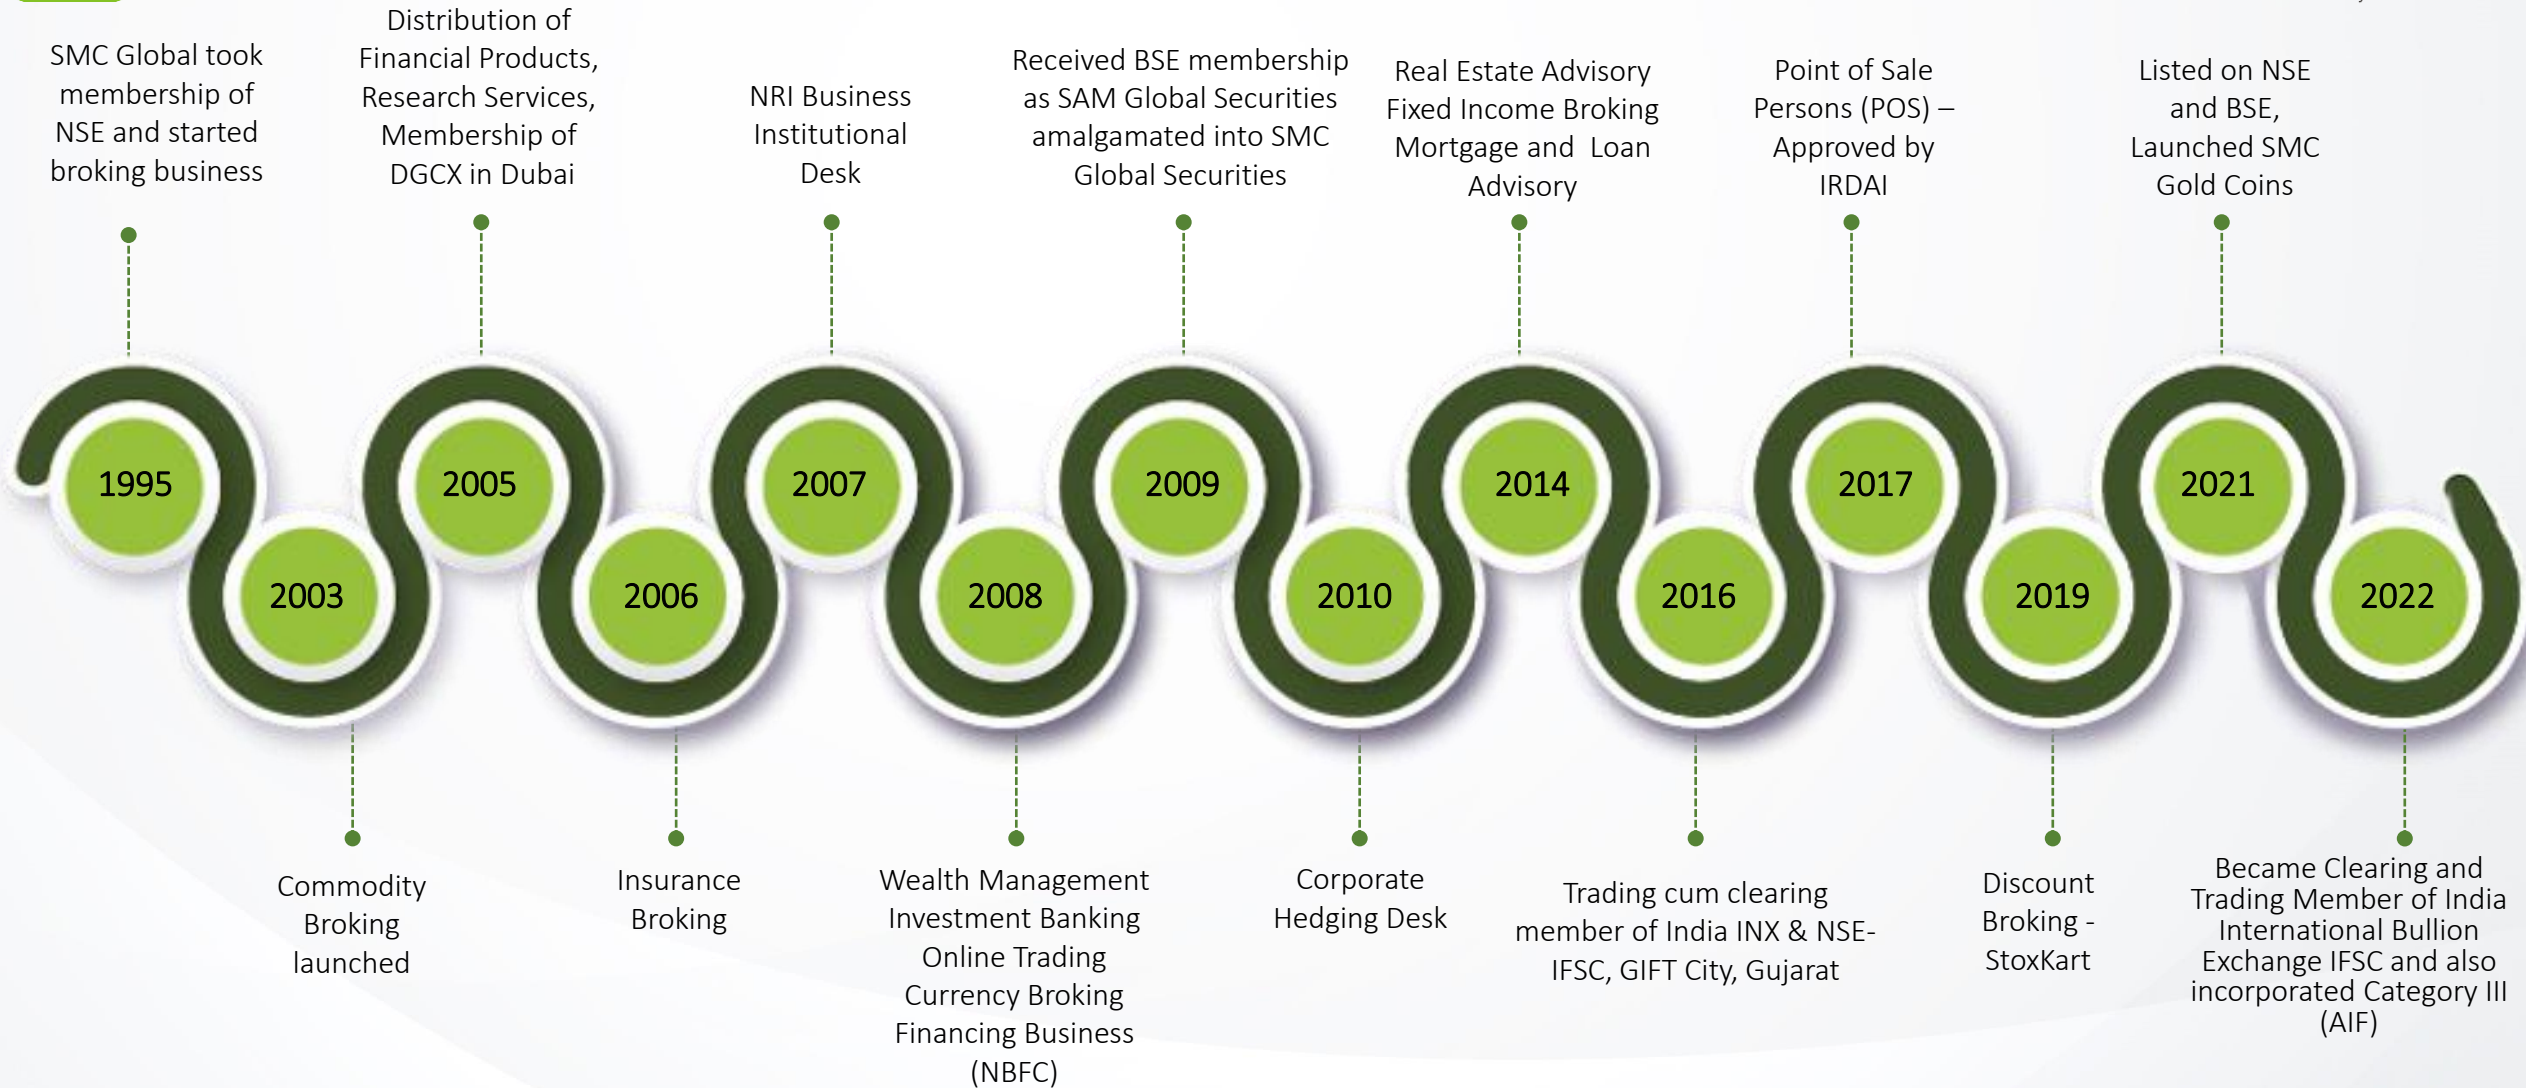 SMC Global took
membership of
NSE and started
broking business
Distribution of
Financial Products,
Research Services,
Membership of
DGCX in Dubai
NRI Business
Institutional
Desk
Received BSE membership
as SAM Global Securities
amalgamated into SMC
Global Securities
Real Estate Advisory
Fixed Income Broking
Mortgage and Loan
Advisory
Point of Sale
Persons (POS) –
Approved by
IRDAI
Listed on NSE
and BSE,
Launched SMC
Gold Coins
1995
2003
2005
2006
2007
2008
2009
2010
2014
2016
2017
2019
2021
2022
Commodity
Broking
launched
Insurance
Broking
Wealth Management
Investment Banking
Online Trading
Currency Broking
Financing Business
(NBFC)
Corporate
Hedging Desk
Trading cum clearing
member of India INX & NSE-
IFSC, GIFT City, Gujarat
Discount
Broking -
StoxKart
Became Clearing and
Trading Member of India
International Bullion
Exchange IFSC and also
incorporated Category III
(AIF)